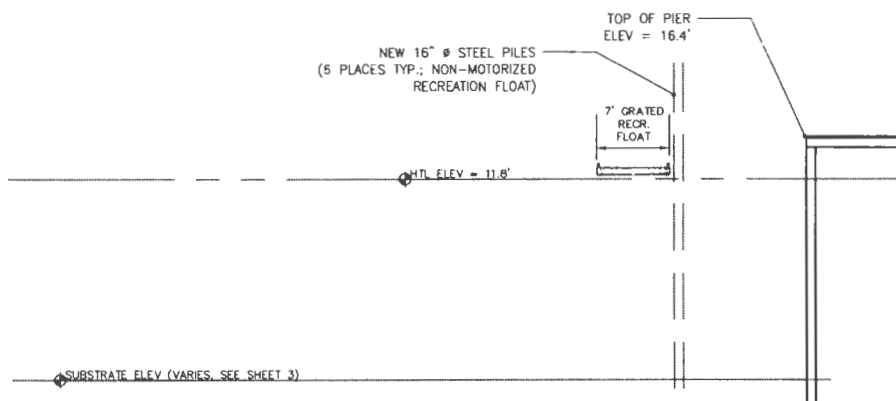 TOP OF PIER
ELEV = 16.4'
NEW 16" ø STEEL PILES
(5 PLACES TYP.; NON-MOTORIZED
RECREATION FLOAT)
7' GRATED
RECR.
FLOAT
HTL ELEV = 11.8'
SUBSTRATE ELEV (VARIES, SEE SHEET 3)